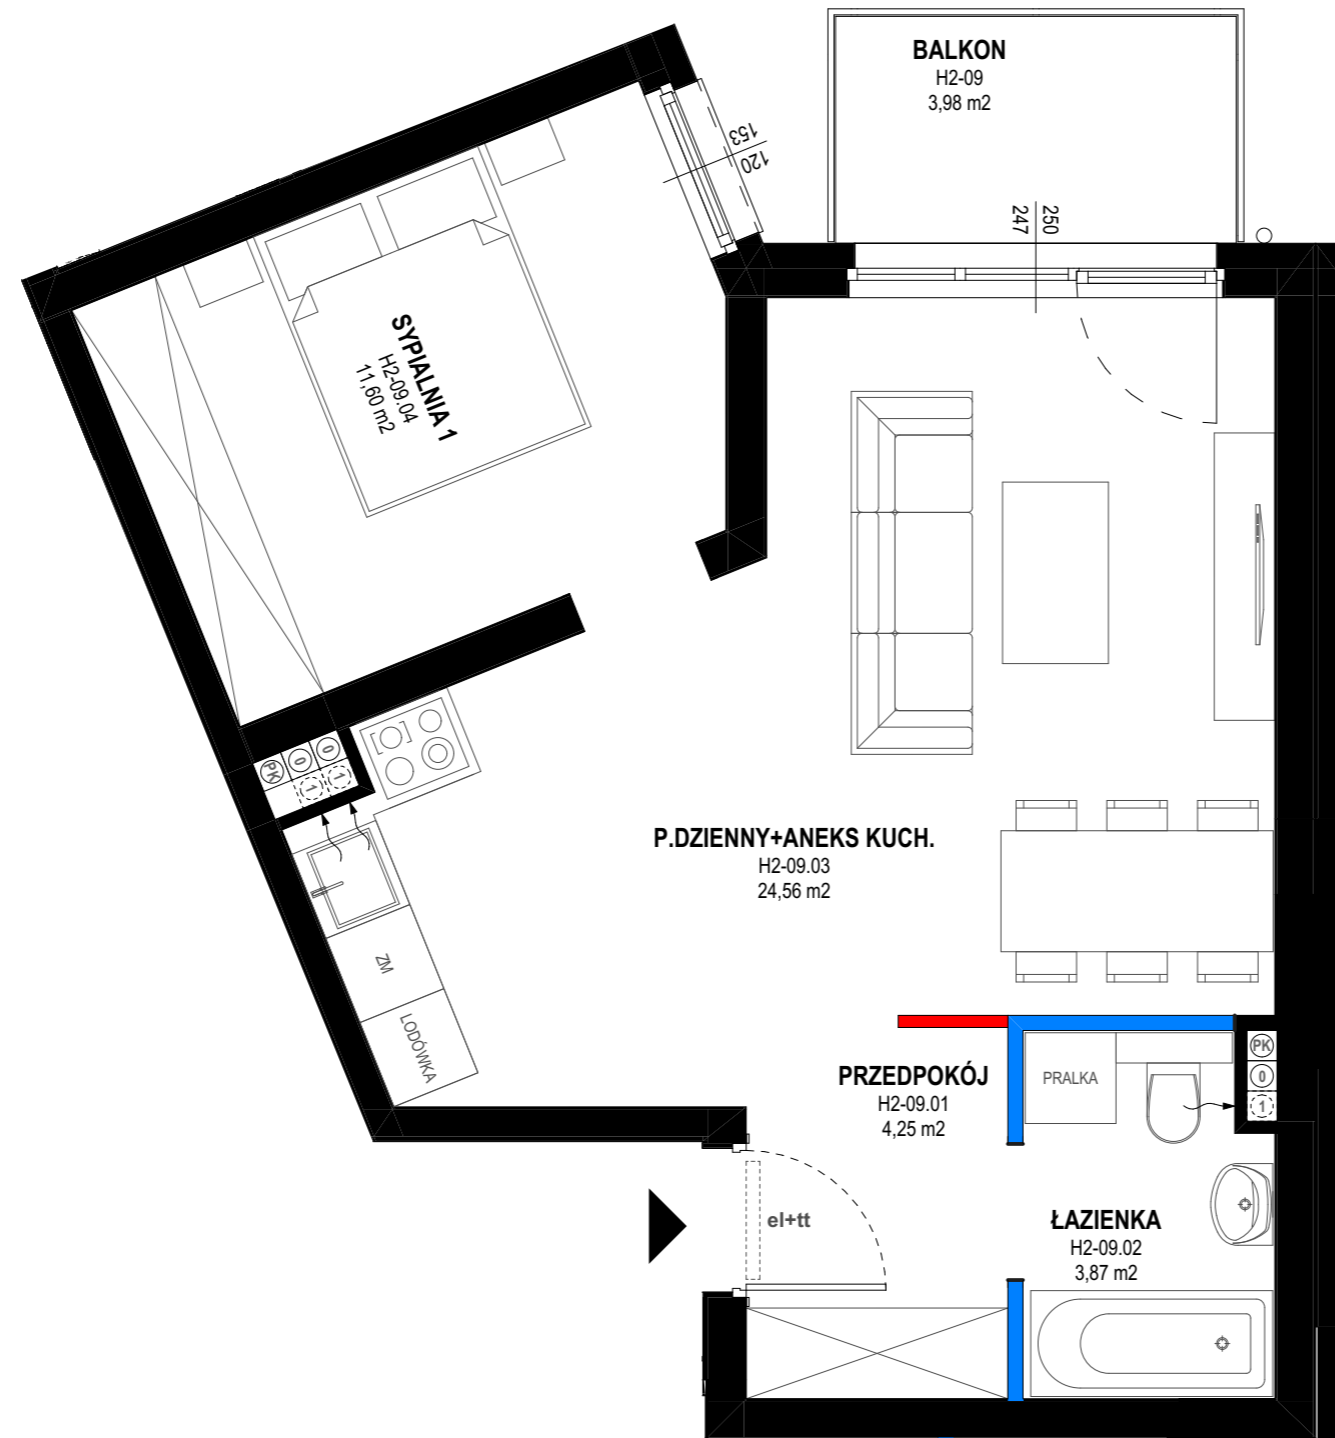 BALKON
H2-09
3,98 m2
153
120
247
250
SYPIALNIA 1
H2-09.04
11,60 m2
PK
0
0
1
1
P.DZIENNY+ANEKS KUCH.
H2-09.03
24,56 m2
ZM
LODÓWKA
PRZEDPOKÓJ
H2-09.01
4,25 m2
PRALKA
PK
0
1
el+tt
ŁAZIENKA
H2-09.02
3,87 m2